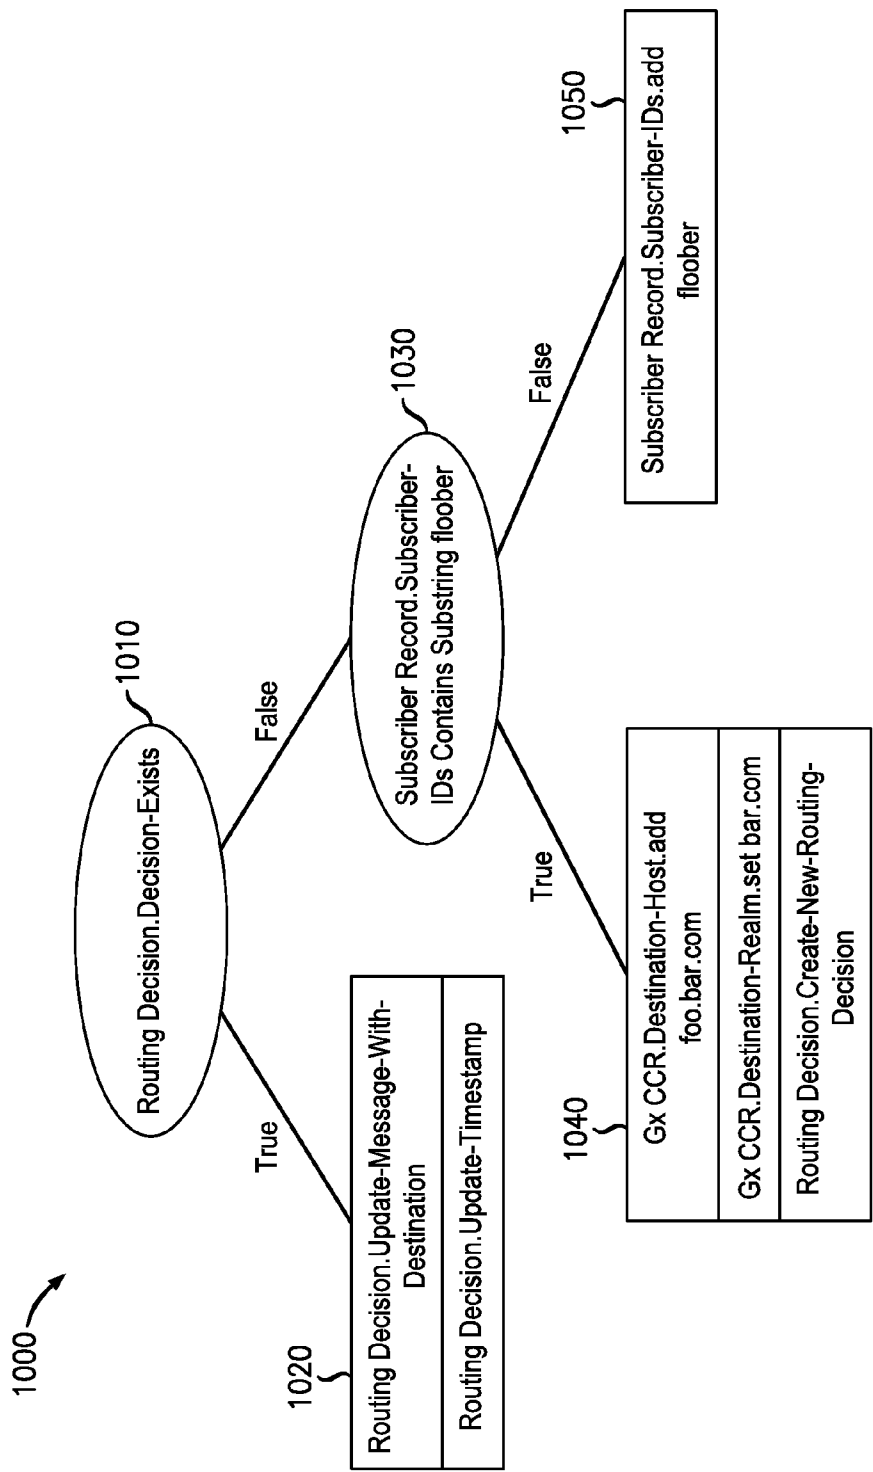 1000
1010
Routing Decision.Decision-Exists
True
False
1020
Routing Decision.Update-Message-With-
Destination
Routing Decision.Update-Timestamp
1030
Subscriber Record.Subscriber-
IDs Contains Substring floober
True
False
1040
Gx CCR.Destination-Host.add
foo.bar.com
Gx CCR.Destination-Realm.set bar.com
Routing Decision.Create-New-Routing-
Decision
1050
Subscriber Record.Subscriber-IDs.add
floober